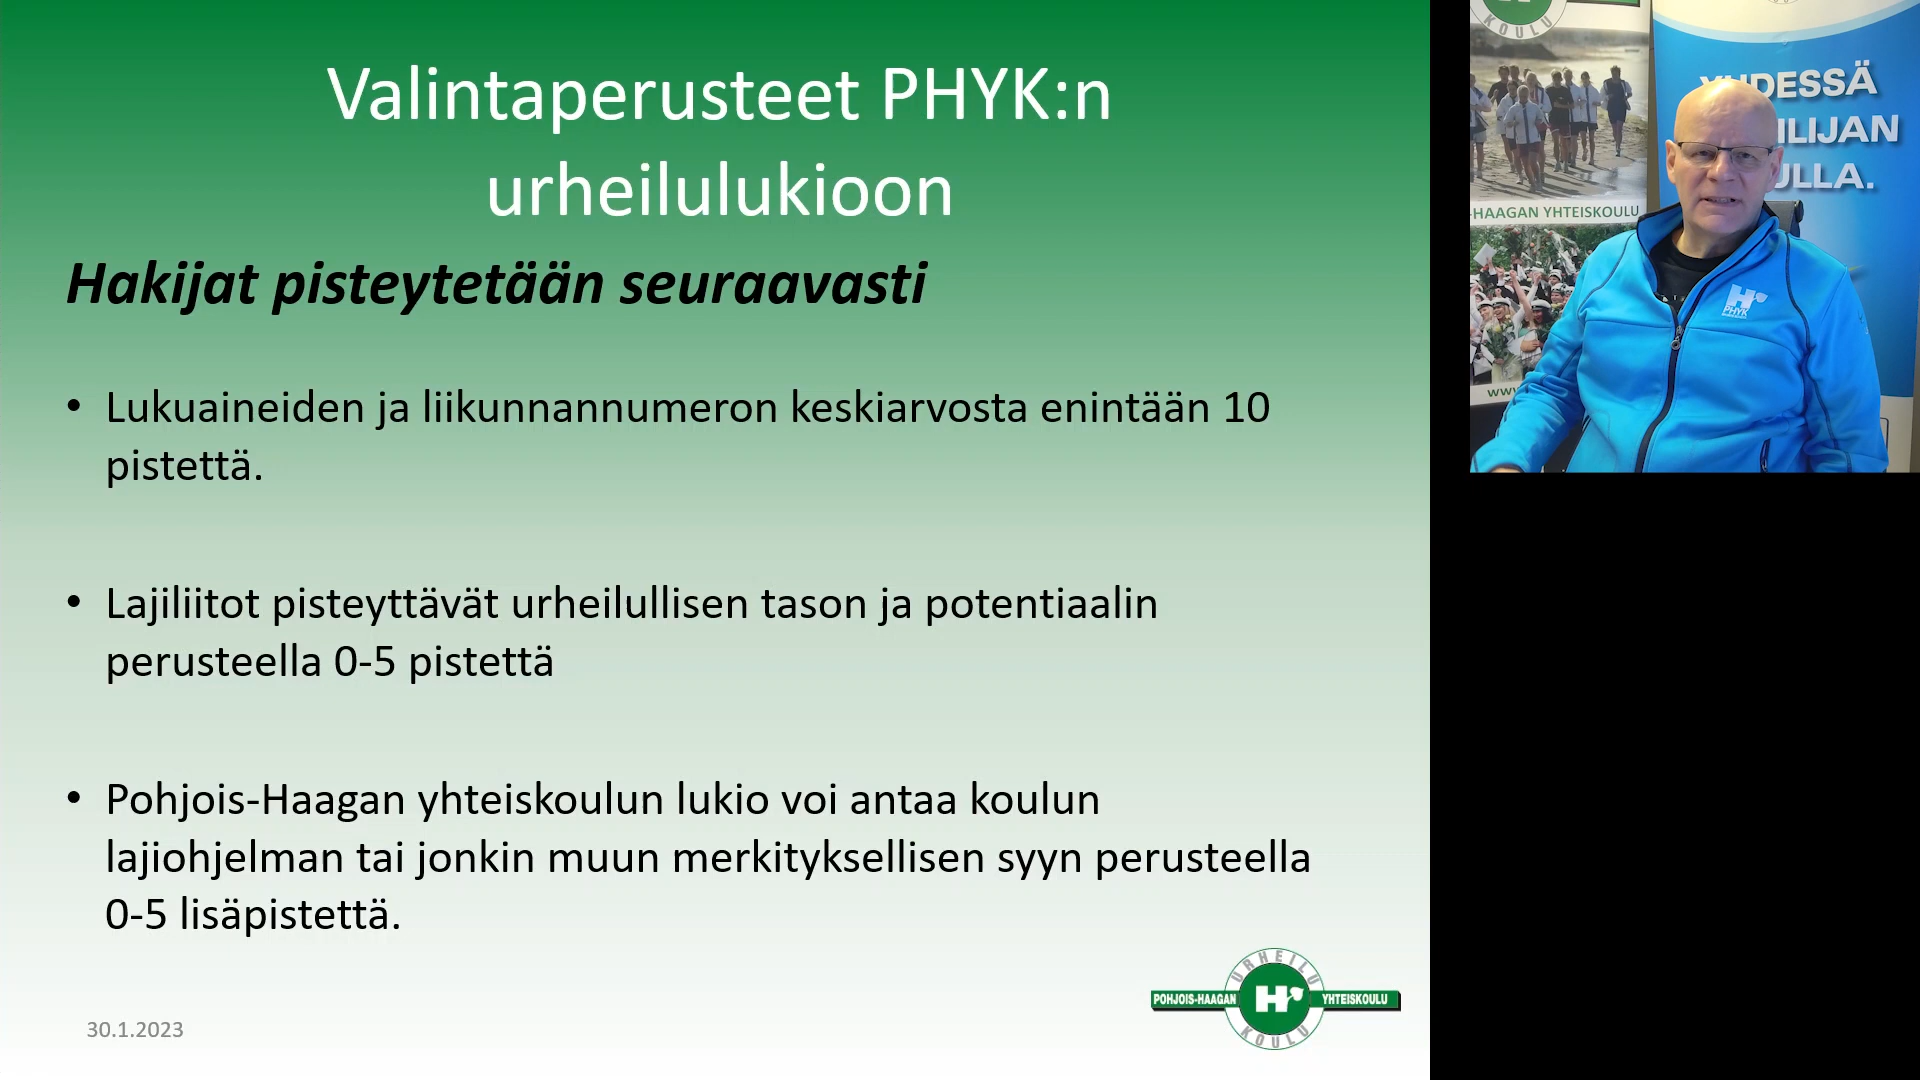 Valintaperusteet PHYK:n
urheilulukioon
Hakijat pisteytetään seuraavasti
• Lukuaineiden ja liikunnannumeron keskiarvosta enintään 10
pistettä.
• Lajiliitot pisteyttävät urheilullisen tason ja potentiaalin
perusteella 0-5 pistettä
• Pohjois-Haagan yhteiskoulun lukio voi antaa koulun
lajiohjelman tai jonkin muun merkityksellisen syyn perusteella
0-5 lisäpistettä.
30.1.2023
URHEILU
POHJOIS-HAAGAN H YHTEISKOULU
KOULU
KOULU
-HAAGAN YHTEISKOULU
H
PHYK